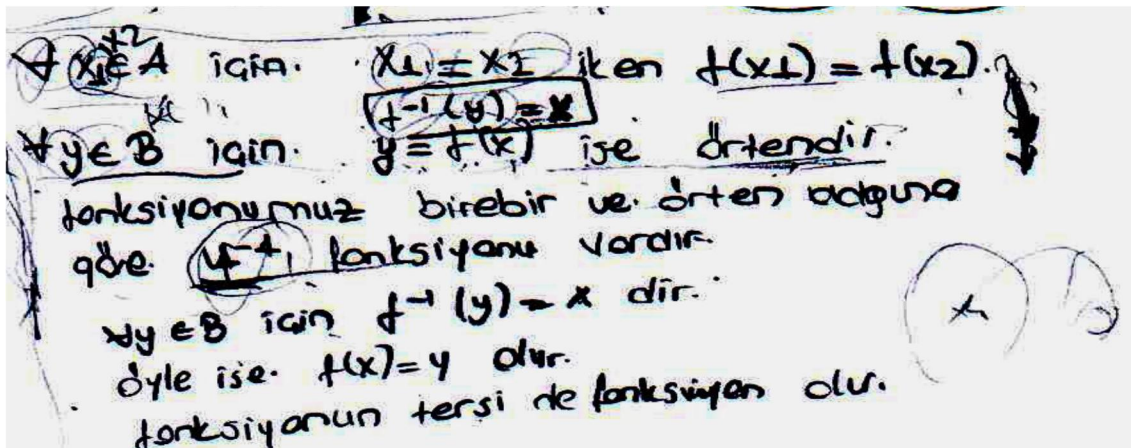 ∀ x1,x2 ∈ A için. x1 = x2 iken f(x1) = f(x2).
f⁻¹(y) = x
∀y ∈ B için. y = f(x) ise örtendir.
fonksiyonumuz birebir ve örten olduguna
göre f⁻¹ fonksiyonu vardır.
∀y ∈ B için f⁻¹(y) = x dir.
öyle ise. f(x) = y olur.
fonksiyonun tersi de fonksiyon olur.